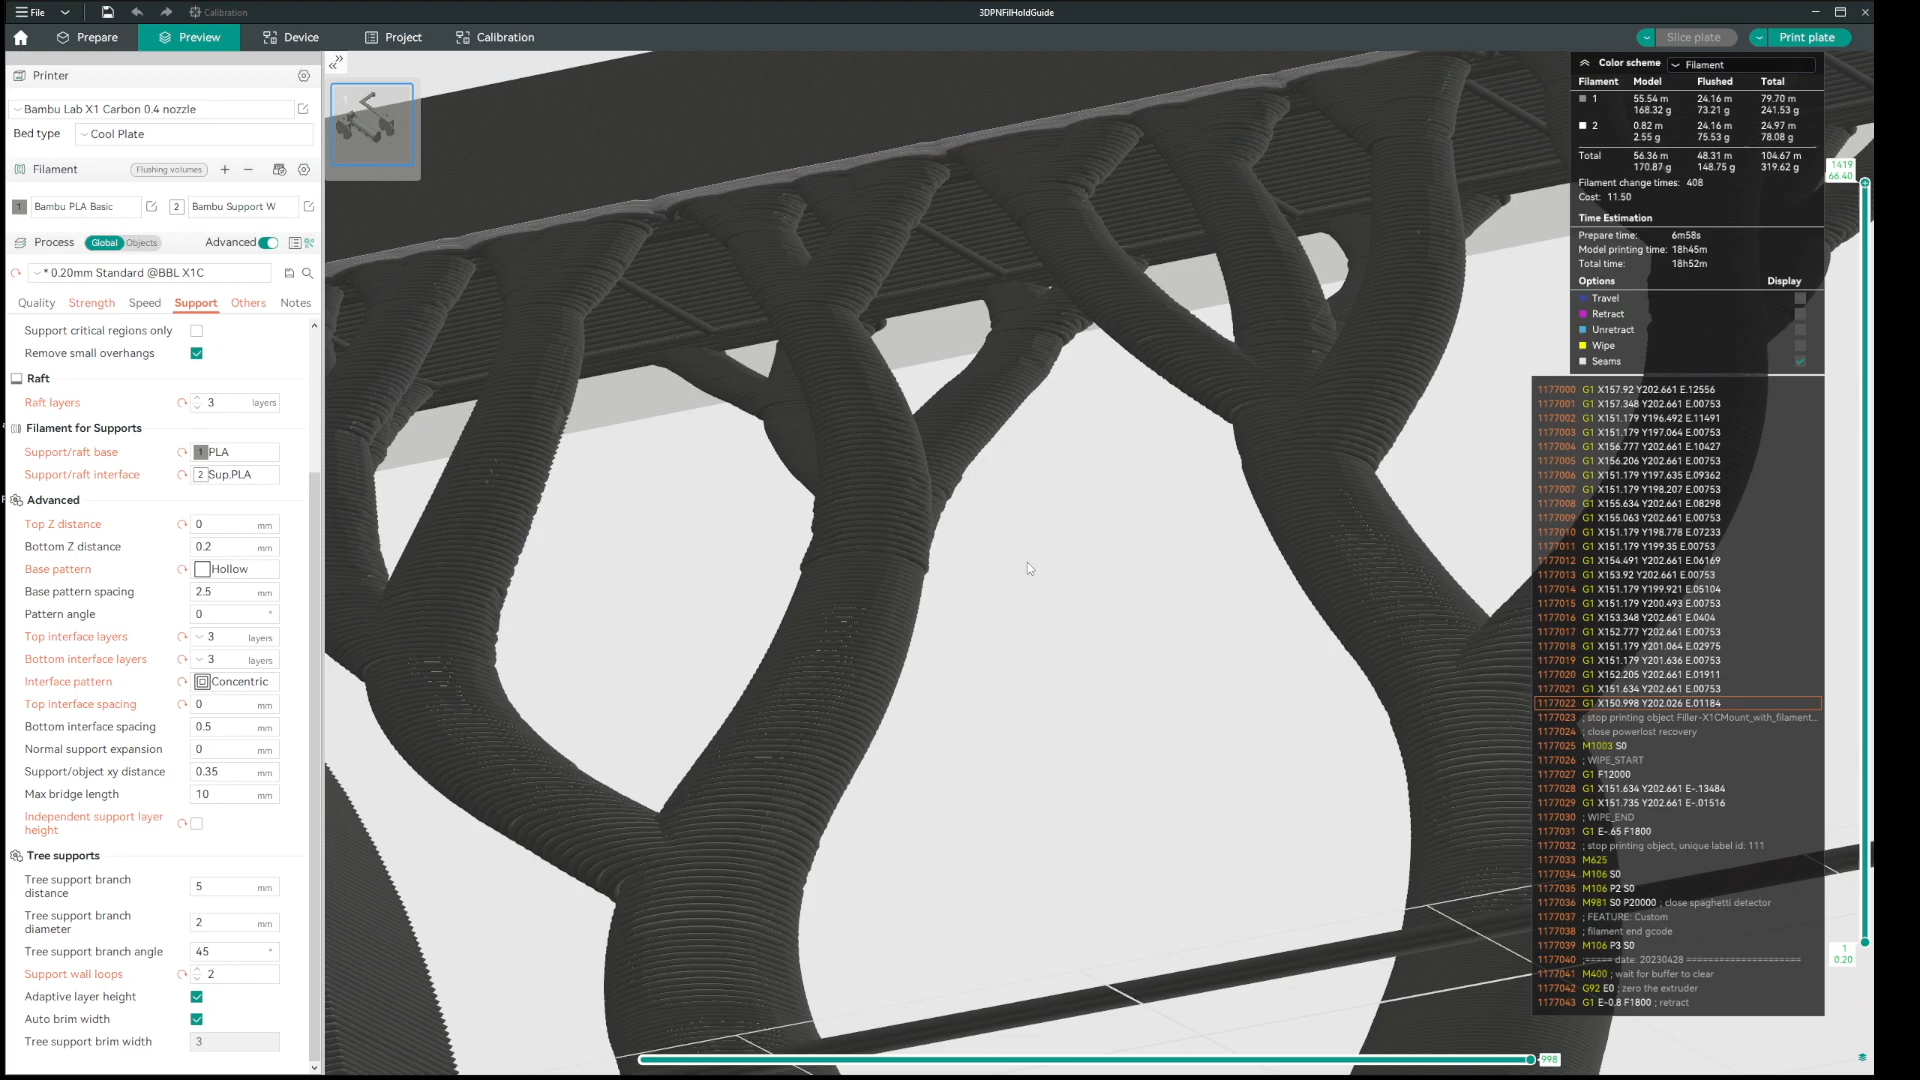 File
Calibration
3DPNFilHoldGuide
Prepare
Preview
Device
Project
Calibration
Slice plate
Print plate
Printer
Bambu Lab X1 Carbon 0.4 nozzle
Bed type
Cool Plate
Filament
Flushing volumes
1 Bambu PLA Basic
2 Bambu Support W
Process
Global
Objects
Advanced
* 0.20mm Standard @BBL X1C
Quality
Strength
Speed
Support
Others
Notes
Support critical regions only
Remove small overhangs
Raft
Raft layers 3 layers
Filament for Supports
Support/raft base 1 PLA
Support/raft interface 2 Sup.PLA
Advanced
Top Z distance 0 mm
Bottom Z distance 0.2 mm
Base pattern Hollow
Base pattern spacing 2.5 mm
Pattern angle 0 °
Top interface layers 3 layers
Bottom interface layers 3 layers
Interface pattern Concentric
Top interface spacing 0 mm
Bottom interface spacing 0.5 mm
Normal support expansion 0 mm
Support/object xy distance 0.35 mm
Max bridge length 10 mm
Independent support layer
height
Tree supports
Tree support branch
distance 5 mm
Tree support branch
diameter 2 mm
Tree support branch angle 45 °
Support wall loops 2
Adaptive layer height
Auto brim width
Tree support brim width 3
1
Color scheme Filament
Filament Model Flushed Total
1 55.54 m 24.16 m 79.70 m
168.32 g 73.21 g 241.53 g
2 0.82 m 24.16 m 24.97 m
2.55 g 75.53 g 78.08 g
Total 56.36 m 48.31 m 104.67 m
170.87 g 148.75 g 319.62 g
Filament change times: 408
Cost: 11.50
Time Estimation
Prepare time: 6m58s
Model printing time: 18h45m
Total time: 18h52m
Options Display
Travel
Retract
Unretract
Wipe
Seams
1177000 G1 X157.92 Y202.661 E.12556
1177001 G1 X157.348 Y202.661 E.00753
1177002 G1 X151.179 Y196.492 E.11491
1177003 G1 X151.179 Y197.064 E.00753
1177004 G1 X156.777 Y202.661 E.10427
1177005 G1 X156.206 Y202.661 E.00753
1177006 G1 X151.179 Y197.635 E.09362
1177007 G1 X151.179 Y198.207 E.00753
1177008 G1 X155.634 Y202.661 E.08298
1177009 G1 X155.063 Y202.661 E.00753
1177010 G1 X151.179 Y198.778 E.07233
1177011 G1 X151.179 Y199.35 E.00753
1177012 G1 X154.491 Y202.661 E.06169
1177013 G1 X153.92 Y202.661 E.00753
1177014 G1 X151.179 Y199.921 E.05104
1177015 G1 X151.179 Y200.493 E.00753
1177016 G1 X153.348 Y202.661 E.0404
1177017 G1 X152.777 Y202.661 E.00753
1177018 G1 X151.179 Y201.064 E.02975
1177019 G1 X151.179 Y201.636 E.00753
1177020 G1 X152.205 Y202.661 E.01911
1177021 G1 X151.634 Y202.661 E.00753
1177022 G1 X150.998 Y202.026 E.01184
1177023 ; stop printing object Filler-X1CMount_with_filament...
1177024 ; close powerlost recovery
1177025 M1003 S0
1177026 ; WIPE_START
1177027 G1 F12000
1177028 G1 X151.634 Y202.661 E-.13484
1177029 G1 X151.735 Y202.661 E-.01516
1177030 ; WIPE_END
1177031 G1 E-.65 F1800
1177032 ; stop printing object, unique label id: 111
1177033 M625
1177034 M106 S0
1177035 M106 P2 S0
1177036 M981 S0 P20000 ; close spaghetti detector
1177037 ; FEATURE: Custom
1177038 ; filament end gcode
1177039 M106 P3 S0
1177040 ;===== date: 20230428 =====================
1177041 M400 ; wait for buffer to clear
1177042 G92 E0 ; zero the extruder
1177043 G1 E-0.8 F1800 ; retract
1419
66.40
1
0.20
998